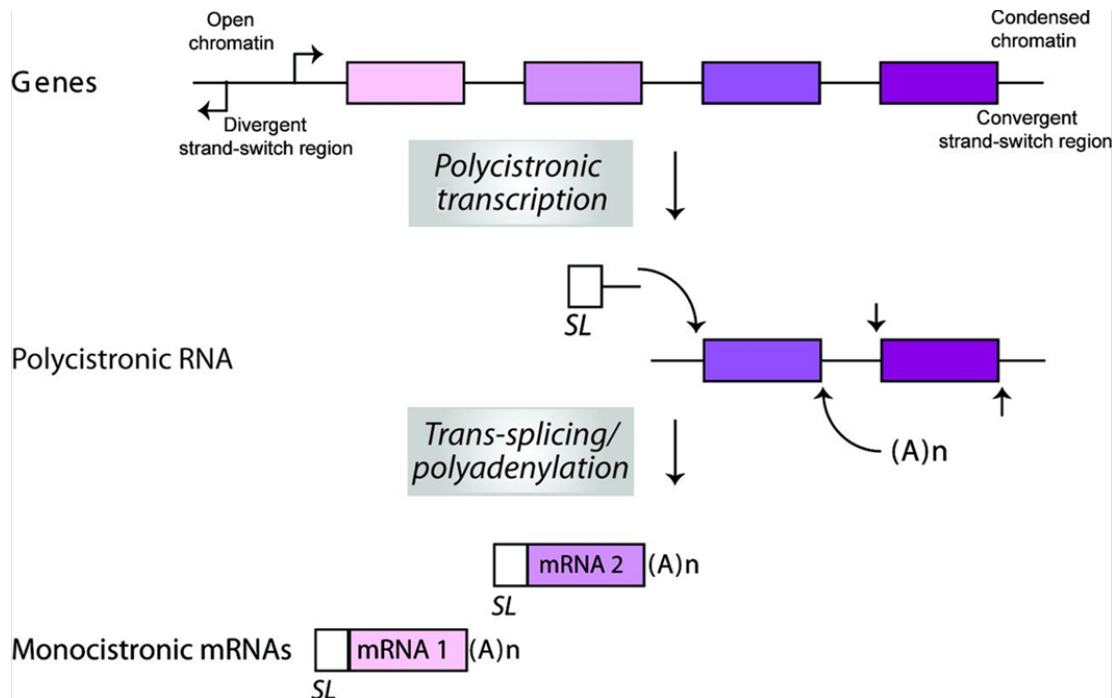 Open
chromatin
Condensed
chromatin
Genes
Divergent
strand-switch region
Convergent
strand-switch region
Polycistronic
transcription
SL
Polycistronic RNA
Trans-splicing/
polyadenylation
(A)n
mRNA 2 (A)n
SL
Monocistronic mRNAs
mRNA 1 (A)n
SL